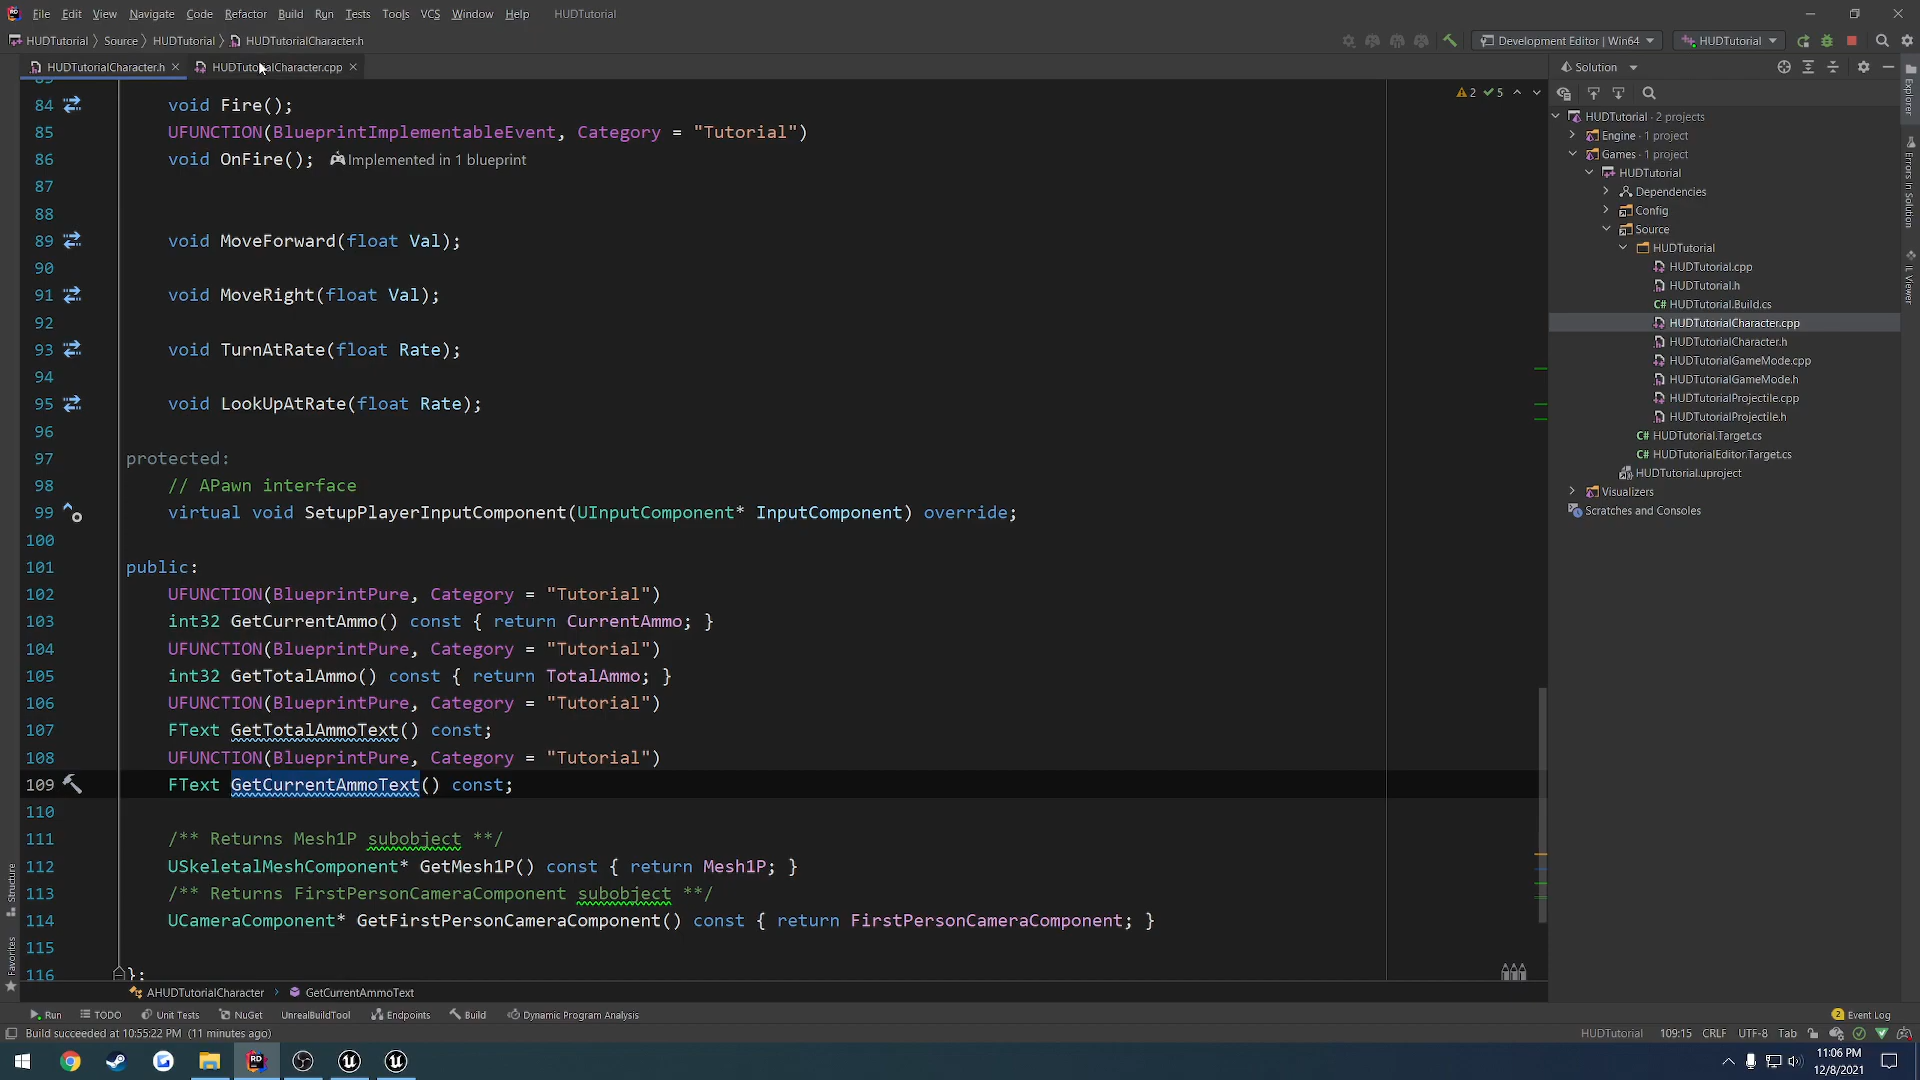 File Edit View Navigate Code Refactor Build Run Tests Tools VCS Window Help HUDTutorial
HUDTutorial Source HUDTutorial HUDTutorialCharacter.h
Development Editor | Win64 HUDTutorial
HUDTutorialCharacter.h HUDTutorialCharacter.cpp
Solution
2 5
84 void Fire();
85 UFUNCTION(BlueprintImplementableEvent, Category = "Tutorial")
86 void OnFire(); Implemented in 1 blueprint
87
88
89 void MoveForward(float Val);
90
91 void MoveRight(float Val);
92
93 void TurnAtRate(float Rate);
94
95 void LookUpAtRate(float Rate);
96
97 protected:
98 // APawn interface
99 virtual void SetupPlayerInputComponent(UInputComponent* InputComponent) override;
100
101 public:
102 UFUNCTION(BlueprintPure, Category = "Tutorial")
103 int32 GetCurrentAmmo() const { return CurrentAmmo; }
104 UFUNCTION(BlueprintPure, Category = "Tutorial")
105 int32 GetTotalAmmo() const { return TotalAmmo; }
106 UFUNCTION(BlueprintPure, Category = "Tutorial")
107 FText GetTotalAmmoText() const;
108 UFUNCTION(BlueprintPure, Category = "Tutorial")
109 FText GetCurrentAmmoText() const;
110
111 /** Returns Mesh1P subobject **/
112 USkeletalMeshComponent* GetMesh1P() const { return Mesh1P; }
113 /** Returns FirstPersonCameraComponent subobject **/
114 UCameraComponent* GetFirstPersonCameraComponent() const { return FirstPersonCameraComponent; }
115
116 };
HUDTutorial · 2 projects
Engine · 1 project
Games · 1 project
HUDTutorial
Dependencies
Config
Source
HUDTutorial
HUDTutorial.cpp
HUDTutorial.h
C# HUDTutorial.Build.cs
HUDTutorialCharacter.cpp
HUDTutorialCharacter.h
HUDTutorialGameMode.cpp
HUDTutorialGameMode.h
HUDTutorialProjectile.cpp
HUDTutorialProjectile.h
C# HUDTutorial.Target.cs
C# HUDTutorialEditor.Target.cs
HUDTutorial.uproject
Visualizers
Scratches and Consoles
Explorer
Errors In Solution
IL Viewer
Structure
Favorites
AHUDTutorialCharacter GetCurrentAmmoText
Run TODO Unit Tests NuGet UnrealBuildTool Endpoints Build Dynamic Program Analysis 2 Event Log
Build succeeded at 10:55:22 PM (11 minutes ago) HUDTutorial 109:15 CRLF UTF-8 Tab
11:06 PM
12/8/2021